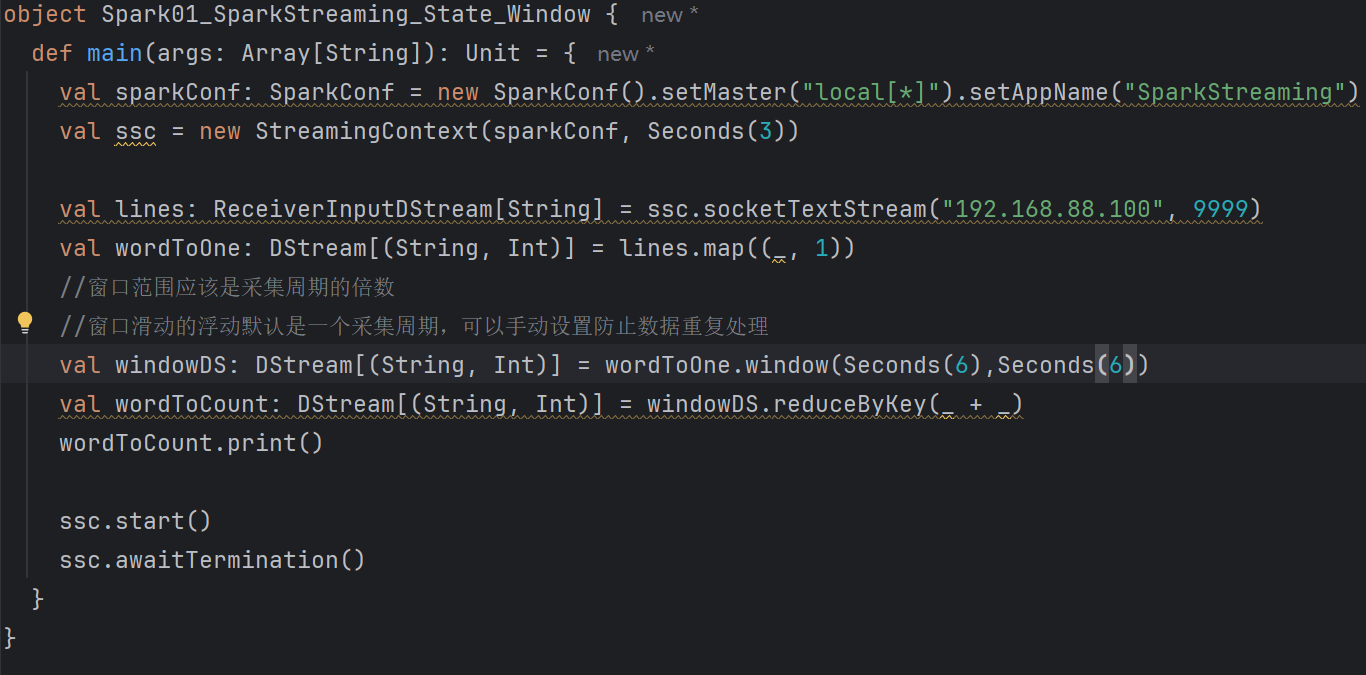 object Spark01_SparkStreaming_State_Window { new *
def main(args: Array[String]): Unit = { new *
val sparkConf: SparkConf = new SparkConf().setMaster("local[*]").setAppName("SparkStreaming")
val ssc = new StreamingContext(sparkConf, Seconds(3))
val lines: ReceiverInputDStream[String] = ssc.socketTextStream("192.168.88.100", 9999)
val wordToOne: DStream[(String, Int)] = lines.map((_, 1))
//窗口范围应该是采集周期的倍数
//窗口滑动的浮动默认是一个采集周期，可以手动设置防止数据重复处理
val windowDS: DStream[(String, Int)] = wordToOne.window(Seconds(6),Seconds(6))
val wordToCount: DStream[(String, Int)] = windowDS.reduceByKey(_ + _)
wordToCount.print()
ssc.start()
ssc.awaitTermination()
}
}